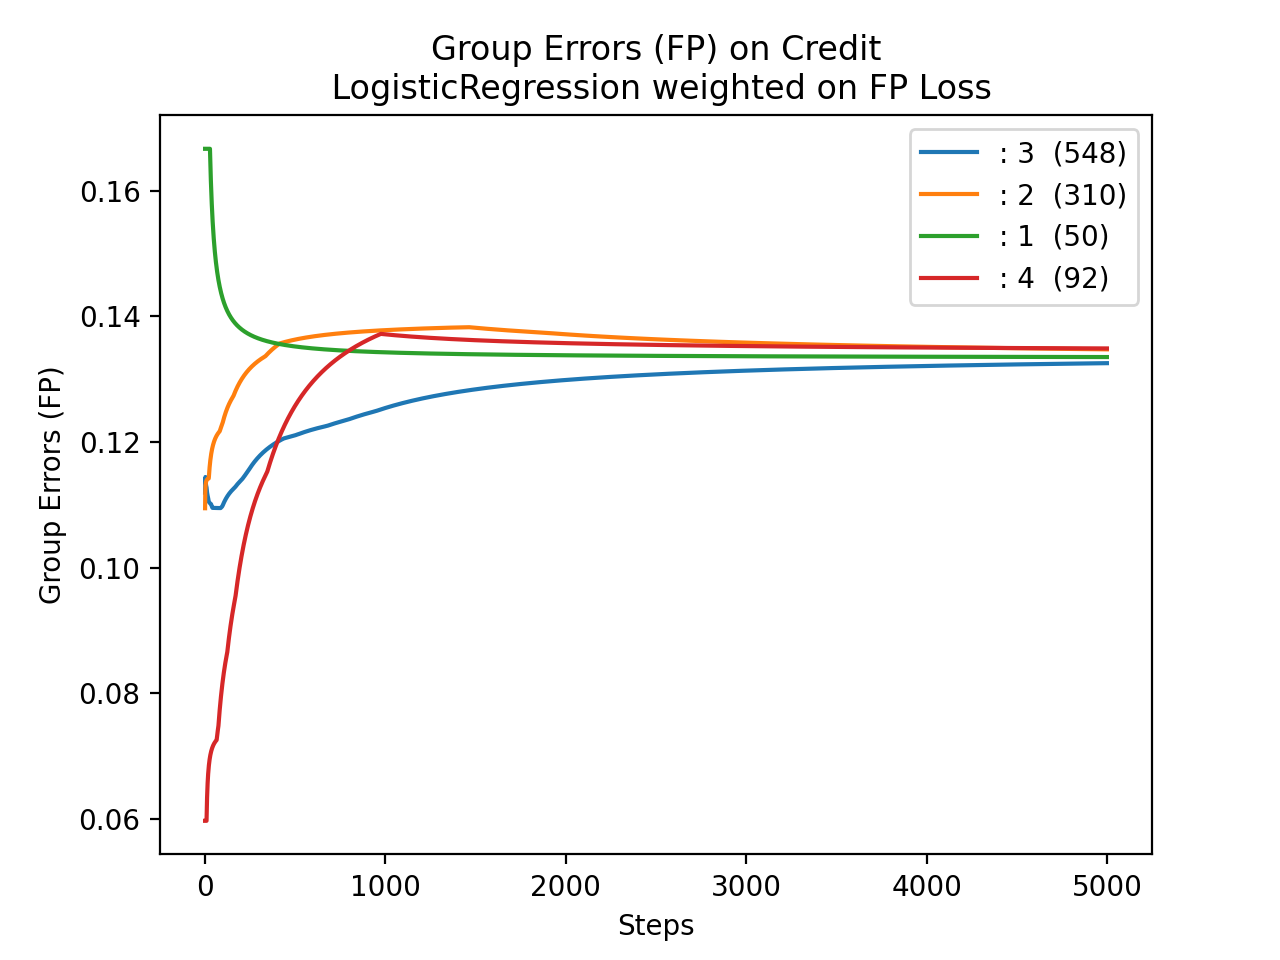 Group Errors (FP) on Credit
LogisticRegression weighted on FP Loss
: 3 (548)
: 2 (310)
: 1 (50)
: 4 (92)
Group Errors (FP)
0.16
0.14
0.12
0.10
0.08
0.06
0 1000 2000 3000 4000 5000
Steps